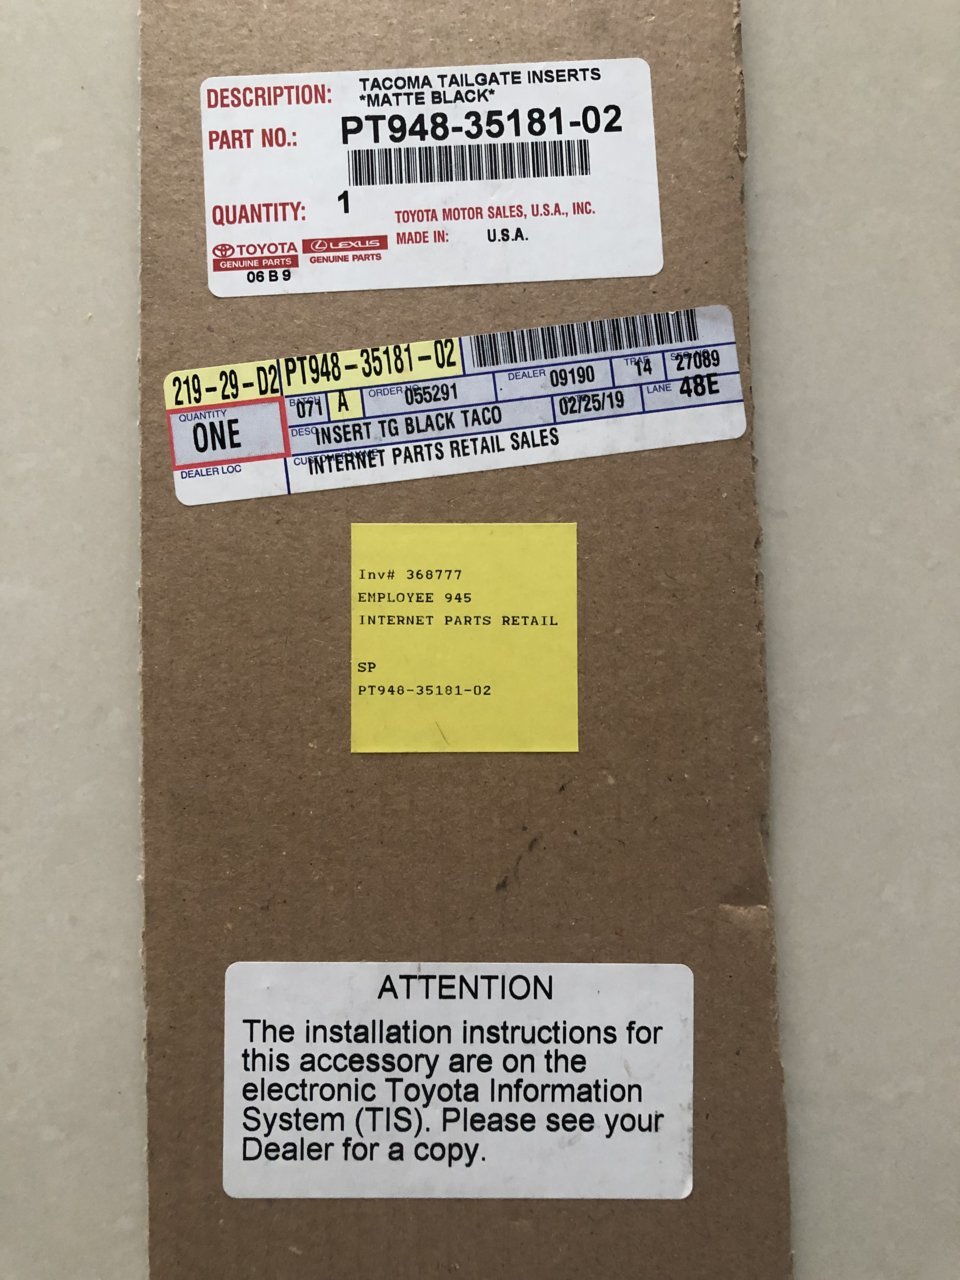 DESCRIPTION: TACOMA TAILGATE INSERTS
*MATTE BLACK*
PART NO.: PT948-35181-02
QUANTITY: 1
TOYOTA MOTOR SALES, U.S.A., INC.
MADE IN: U.S.A.
TOYOTA LEXUS
GENUINE PARTS GENUINE PARTS
06 B 9
219-29-D2 PT948-35181-02
QUANTITY ONE
BATCH 071 A ORDER NO. 055291 DEALER 09190 14 27089
DESC INSERT TG BLACK TACO 02/25/19 LANE 48E
DEALER LOC
CUSTOMER NAME INTERNET PARTS RETAIL SALES
Inv# 368777
EMPLOYEE 945
INTERNET PARTS RETAIL
SP
PT948-35181-02
ATTENTION
The installation instructions for
this accessory are on the
electronic Toyota Information
System (TIS). Please see your
Dealer for a copy.